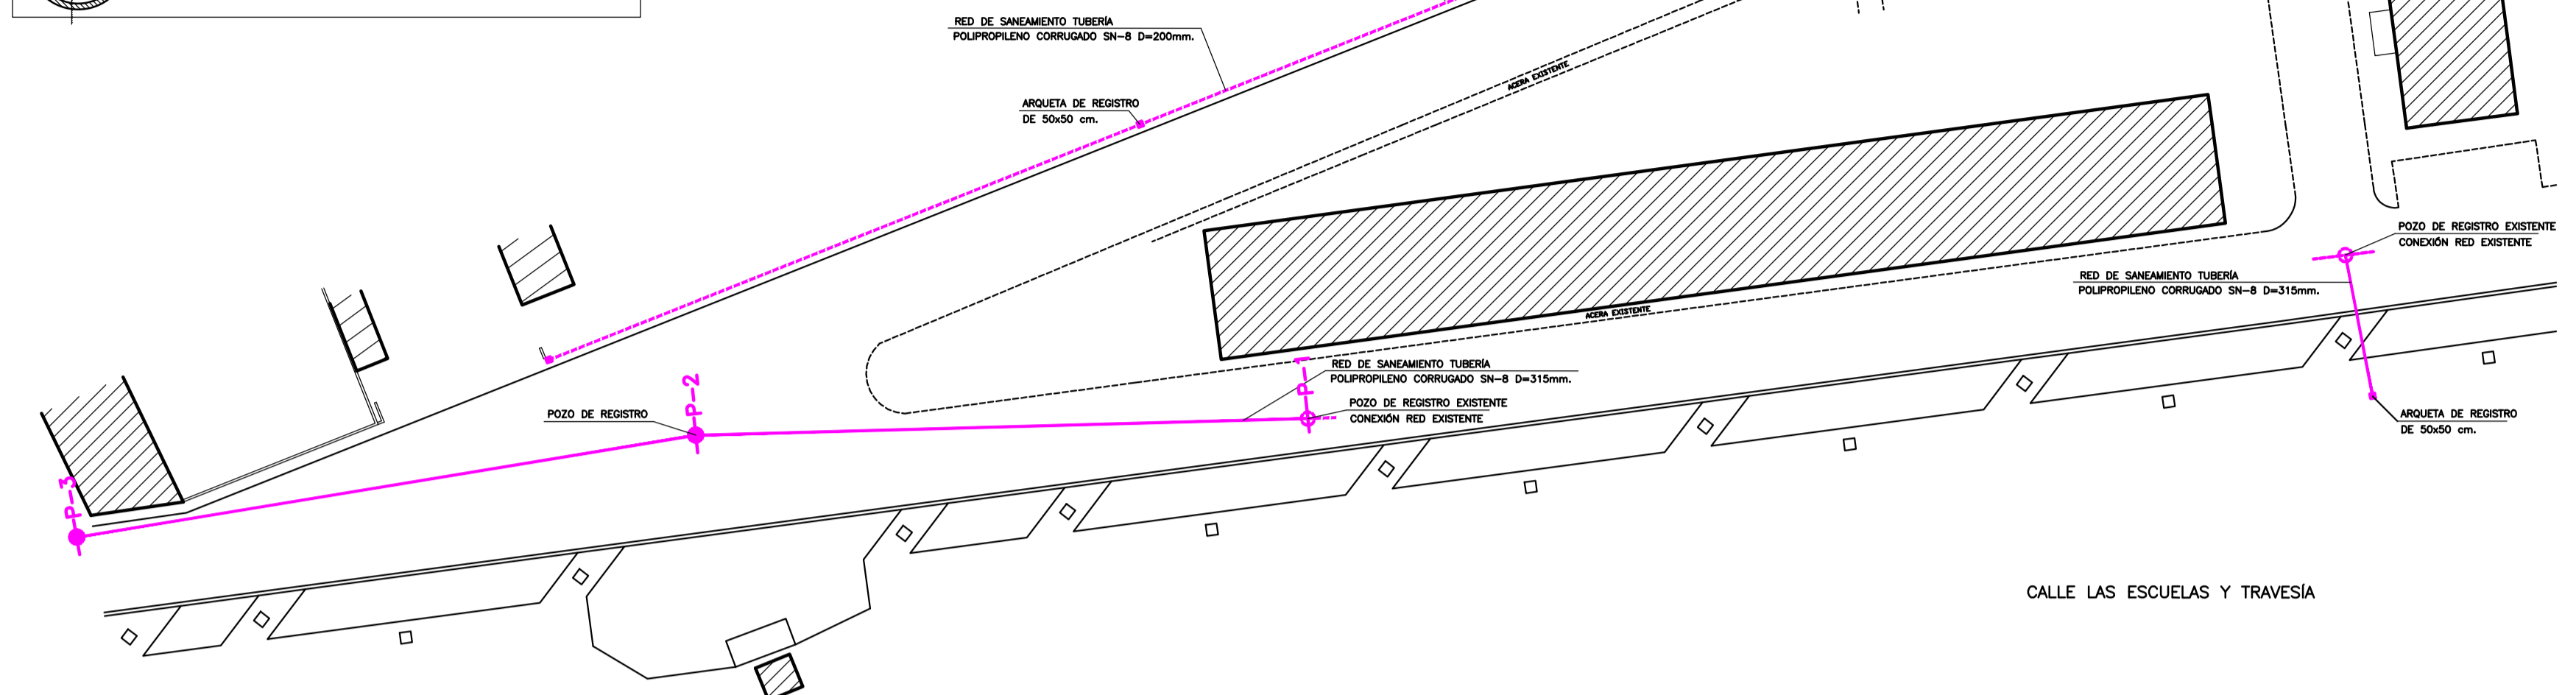 RED DE SANEAMIENTO TUBERÍA
POLIPROPILENO CORRUGADO SN-8 D=200mm.
ACERA EXISTENTE
ARQUETA DE REGISTRO
DE 50x50 cm.
POZO DE REGISTRO EXISTENTE
CONEXIÓN RED EXISTENTE
RED DE SANEAMIENTO TUBERÍA
POLIPROPILENO CORRUGADO SN-8 D=315mm.
ACERA EXISTENTE
P-1
RED DE SANEAMIENTO TUBERÍA
POLIPROPILENO CORRUGADO SN-8 D=315mm.
P-2
POZO DE REGISTRO
POZO DE REGISTRO EXISTENTE
CONEXIÓN RED EXISTENTE
ARQUETA DE REGISTRO
DE 50x50 cm.
P-3
CALLE LAS ESCUELAS Y TRAVESÍA